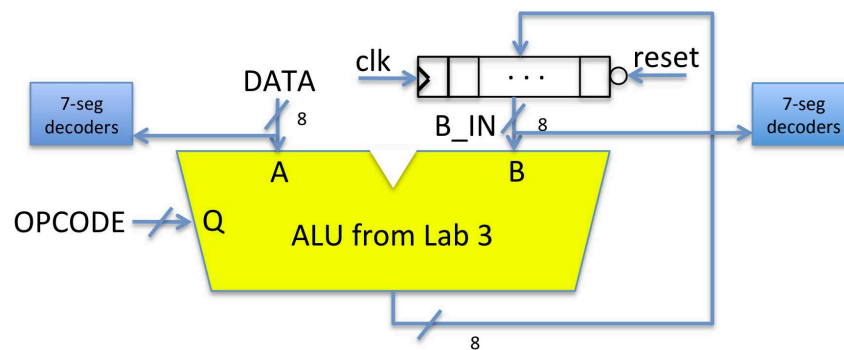 clk
reset
DATA
7-seg
decoders
8
B_IN
8
7-seg
decoders
· · ·
A
B
OPCODE
Q
ALU from Lab 3
8